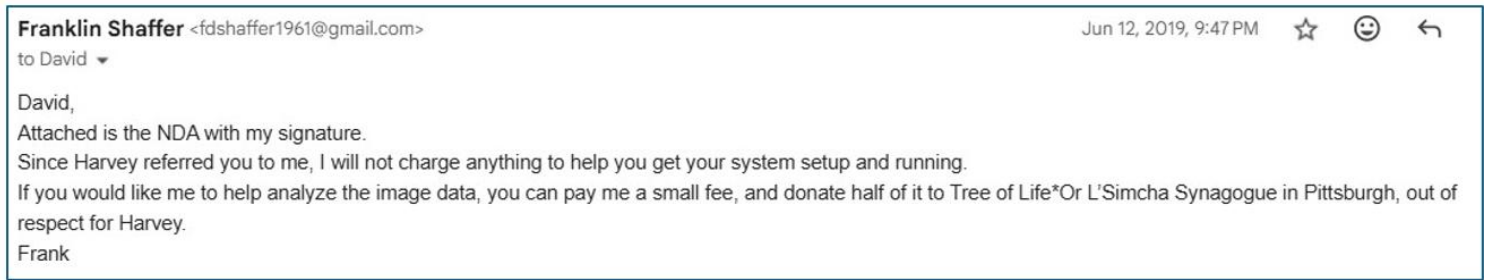 Franklin Shaffer <fdshaffer1961@gmail.com> Jun 12, 2019, 9:47 PM
to David
David,
Attached is the NDA with my signature.
Since Harvey referred you to me, I will not charge anything to help you get your system setup and running.
If you would like me to help analyze the image data, you can pay me a small fee, and donate half of it to Tree of Life*Or L’Simcha Synagogue in Pittsburgh, out of
respect for Harvey.
Frank